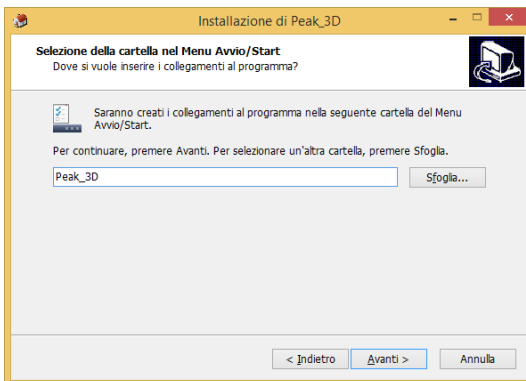 Installazione di Peak_3D
Selezione della cartella nel Menu Avvio/Start
Dove si vuole inserire i collegamenti al programma?
Saranno creati i collegamenti al programma nella seguente cartella del Menu
Avvio/Start.
Per continuare, premere Avanti. Per selezionare un'altra cartella, premere Sfoglia.
Peak_3D
Sfoglia...
< Indietro
Avanti >
Annulla